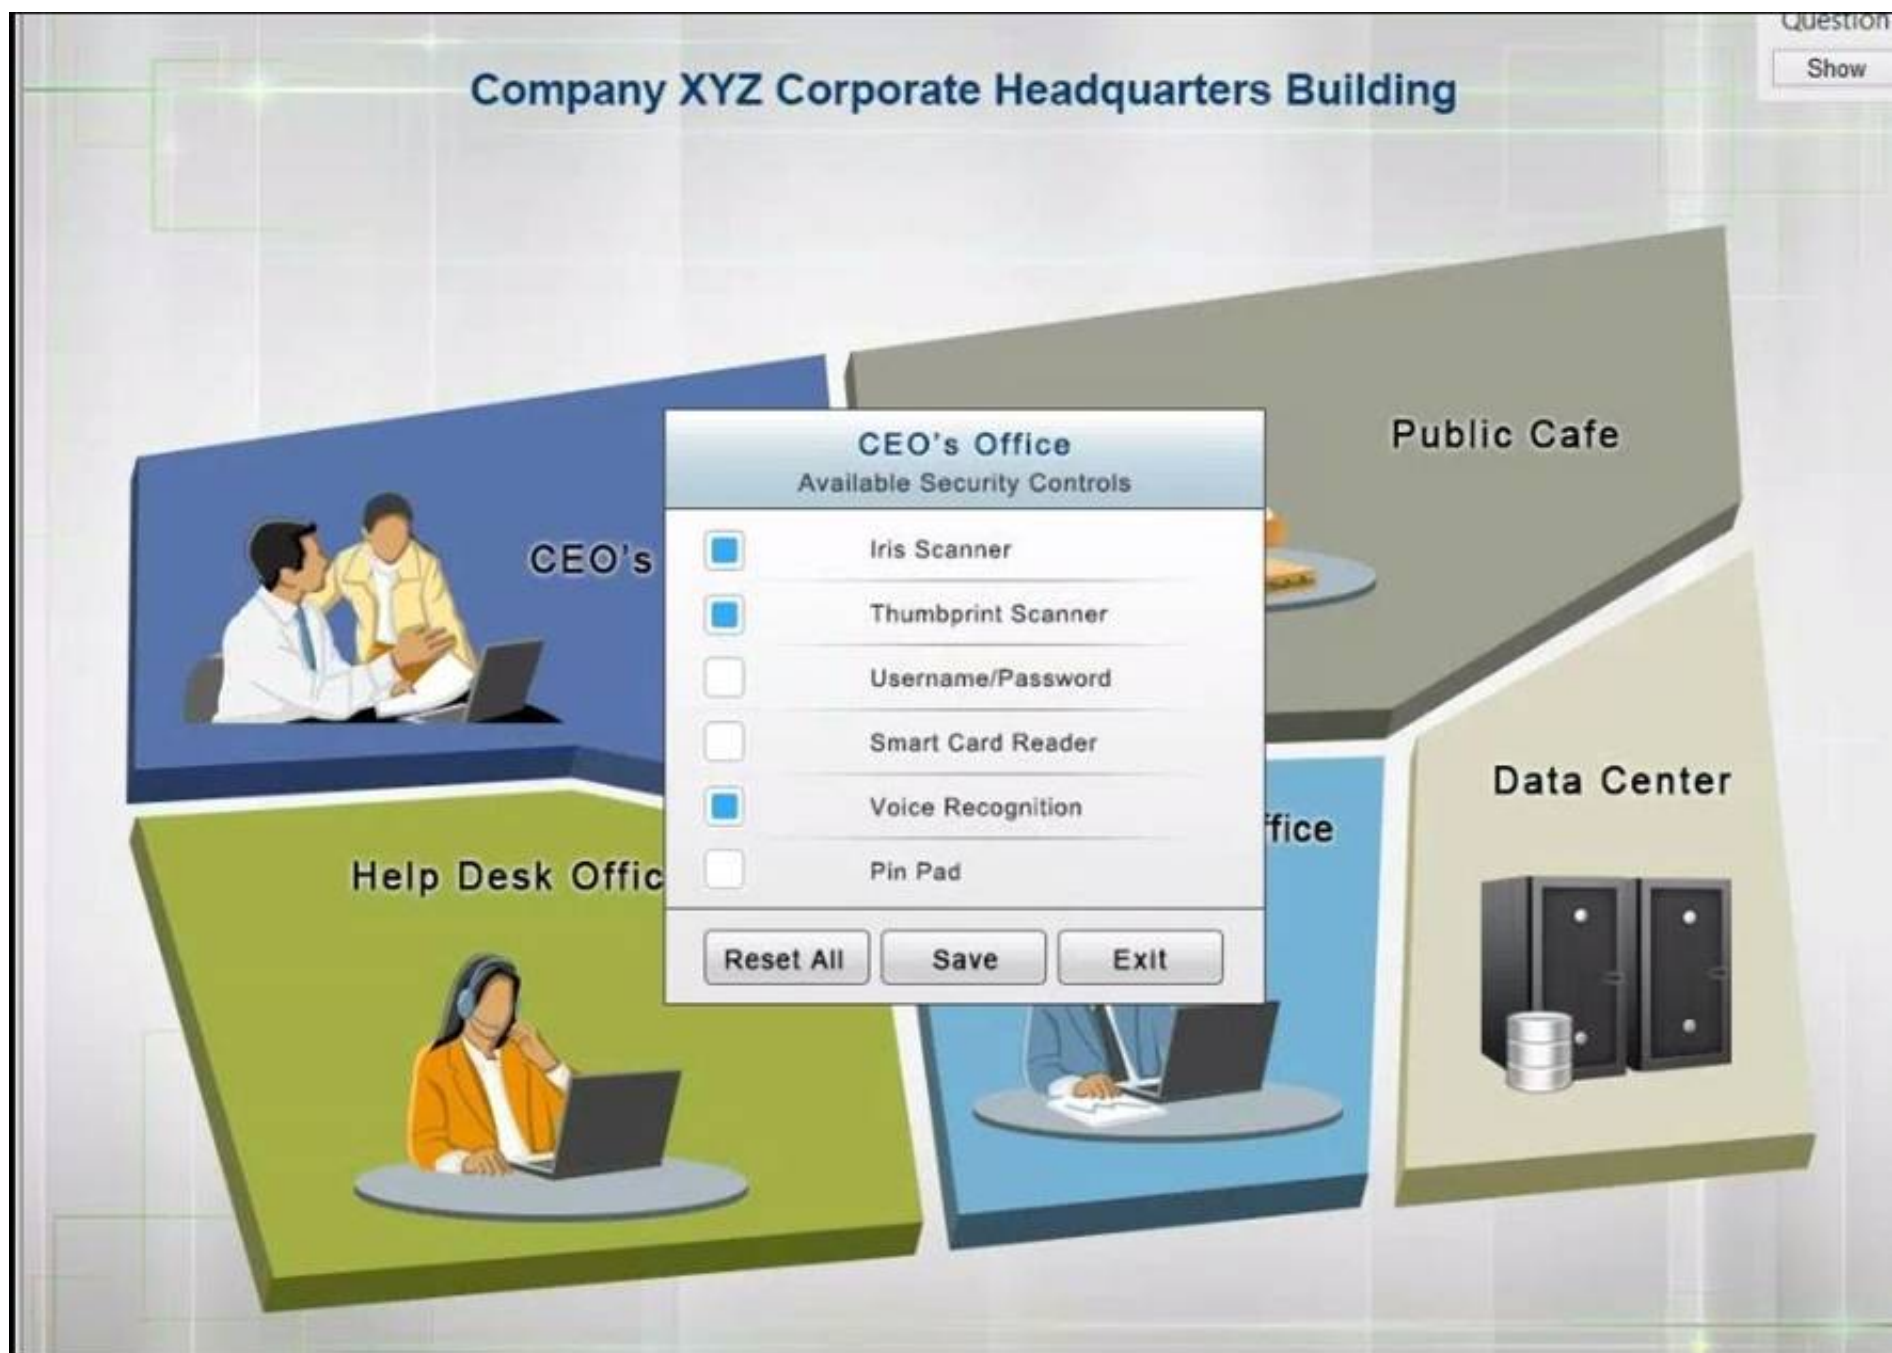 Question
Show
Company XYZ Corporate Headquarters Building
Public Cafe
CEO's
CEO's Office
Available Security Controls
Iris Scanner
Thumbprint Scanner
Username/Password
Smart Card Reader
Voice Recognition
Pin Pad
Reset All
Save
Exit
Data Center
ffice
Help Desk Offic